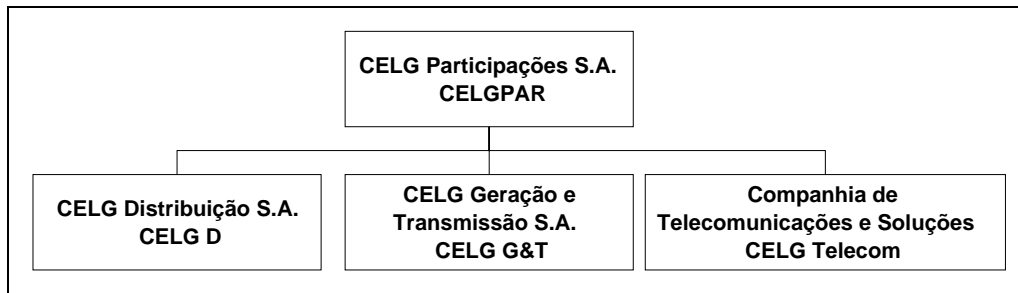 CELG Participações S.A.
CELGPAR
CELG Distribuição S.A.
CELG D
CELG Geração e
Transmissão S.A.
CELG G&T
Companhia de
Telecomunicações e Soluções
CELG Telecom